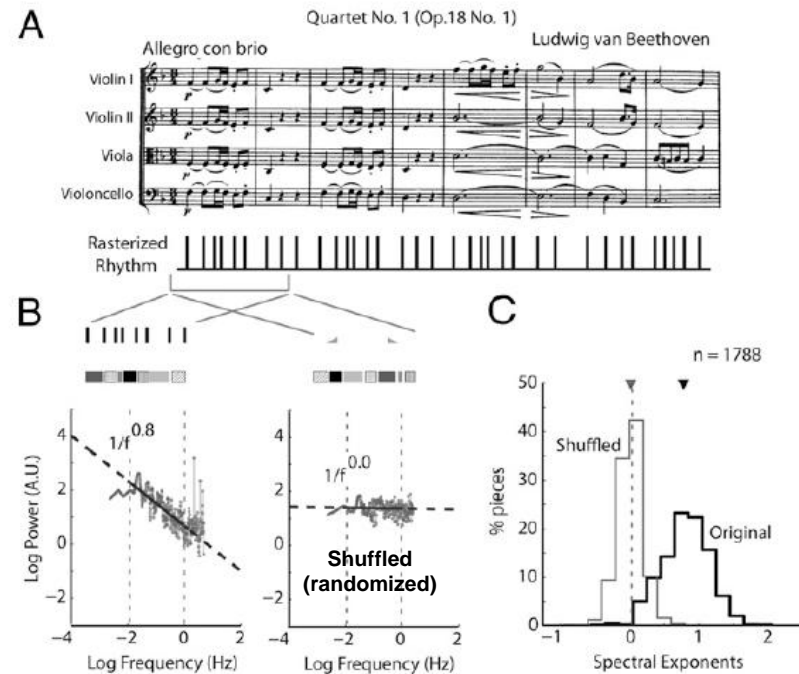 A
Quartet No. 1 (Op.18 No. 1)
Allegro con brio
Ludwig van Beethoven
Violin I
Violin II
Viola
Violoncello
p
p
p
p
Rasterized
Rhythm
B
1/f 0.8
Log Power (A.U.)
4
2
0
−2
−4
−2
0
2
Log Frequency (Hz)
1/f 0.0
Shuffled
(randomized)
4
2
0
−2
−4
−2
0
2
Log Frequency (Hz)
C
n = 1788
% pieces
50
40
30
20
10
0
Shuffled
Original
−1
0
1
2
Spectral Exponents